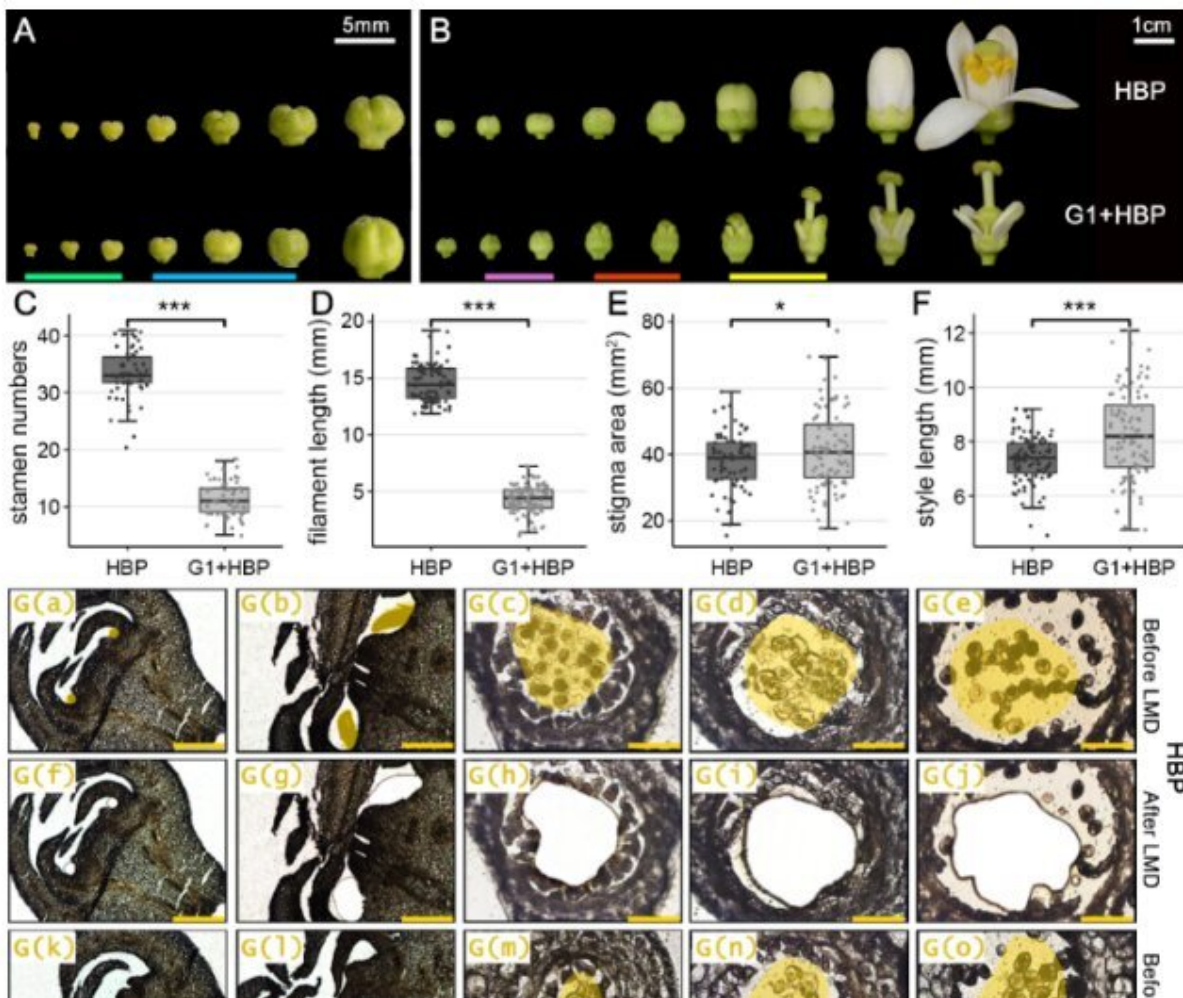 A
5mm
B
1cm
HBP
G1+HBP
C
***
stamen numbers
40
30
20
10
HBP
G1+HBP
D
***
filament length (mm)
20
15
10
5
HBP
G1+HBP
E
*
stigma area (mm²)
80
60
40
20
HBP
G1+HBP
F
***
style length (mm)
12
10
8
6
HBP
G1+HBP
G(a)
G(b)
G(c)
G(d)
G(e)
Before LMD
HBP
G(f)
G(g)
G(h)
G(i)
G(j)
After LMD
G(k)
G(l)
G(m)
G(n)
G(o)